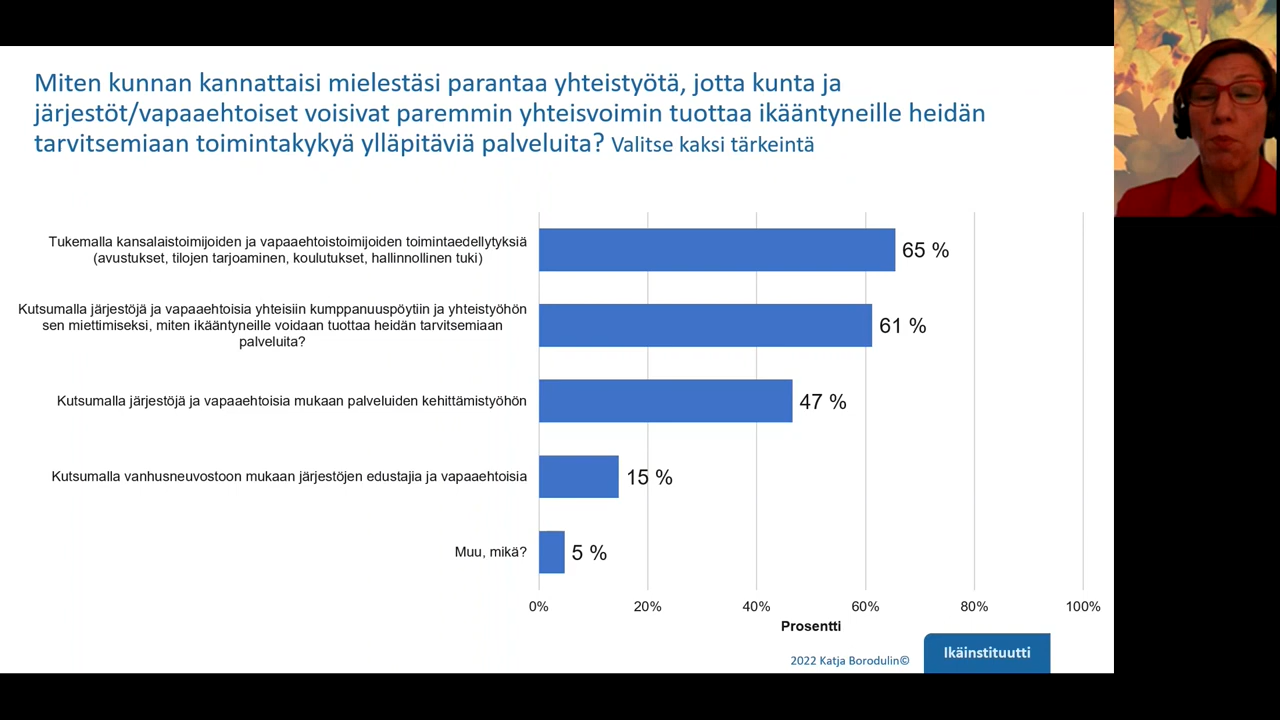 Miten kunnan kannattaisi mielestäsi parantaa yhteistyötä, jotta kunta ja
järjestöt/vapaaehtoiset voisivat paremmin yhteisvoimin tuottaa ikääntyneille heidän
tarvitsemiaan toimintakykyä ylläpitäviä palveluita? Valitse kaksi tärkeintä
Tukemalla kansalaistoimijoiden ja vapaaehtoistoimijoiden toimintaedellytyksiä
(avustukset, tilojen tarjoaminen, koulutukset, hallinnollinen tuki)
65 %
Kutsumalla järjestöjä ja vapaaehtoisia yhteisiin kumppanuuspöytiin ja yhteistyöhön
sen miettimiseksi, miten ikääntyneille voidaan tuottaa heidän tarvitsemiaan
palveluita?
61 %
Kutsumalla järjestöjä ja vapaaehtoisia mukaan palveluiden kehittämistyöhön
47 %
Kutsumalla vanhusneuvostoon mukaan järjestöjen edustajia ja vapaaehtoisia
15 %
Muu, mikä?
5 %
0% 20% 40% 60% 80% 100%
Prosentti
2022 Katja Borodulin©
Ikäinstituutti